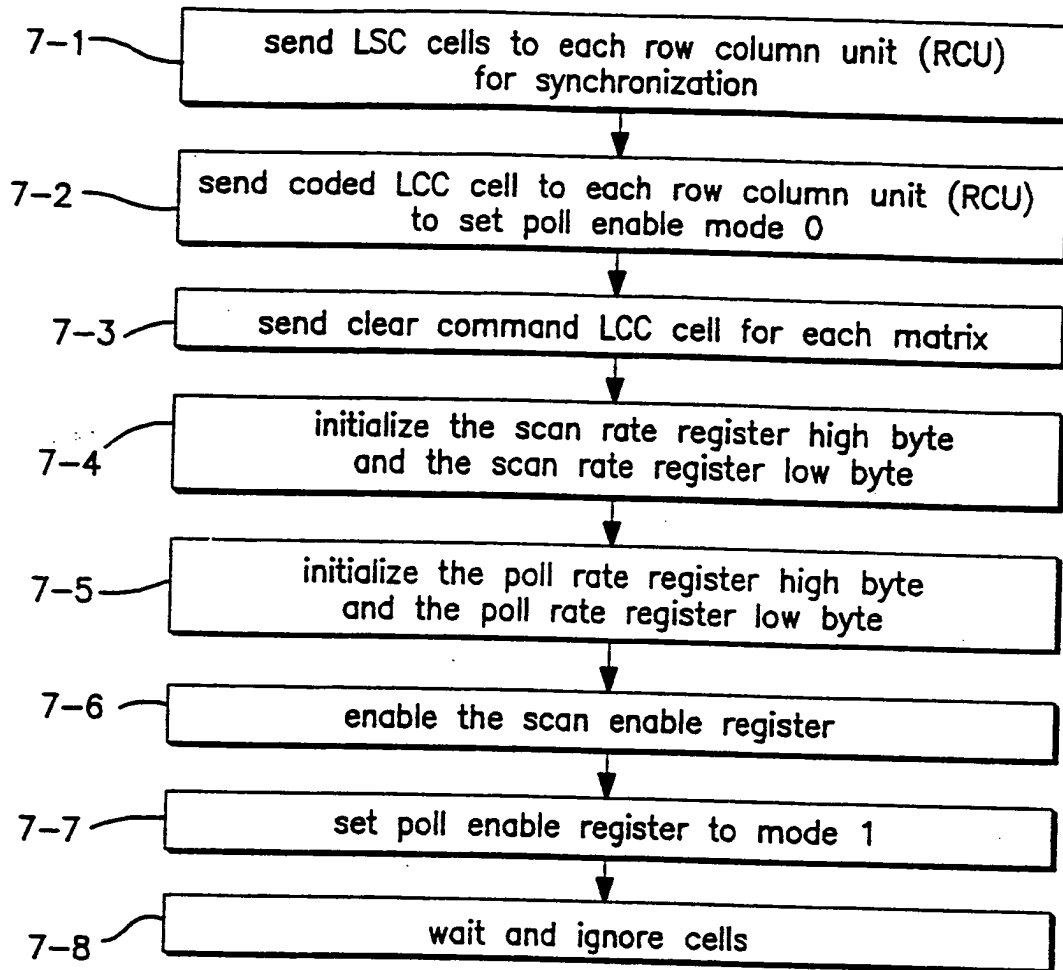 7-1
send LSC cells to each row column unit (RCU)
for synchronization
7-2
send coded LCC cell to each row column unit (RCU)
to set poll enable mode 0
7-3
send clear command LCC cell for each matrix
7-4
initialize the scan rate register high byte
and the scan rate register low byte
7-5
initialize the poll rate register high byte
and the poll rate register low byte
7-6
enable the scan enable register
7-7
set poll enable register to mode 1
7-8
wait and ignore cells